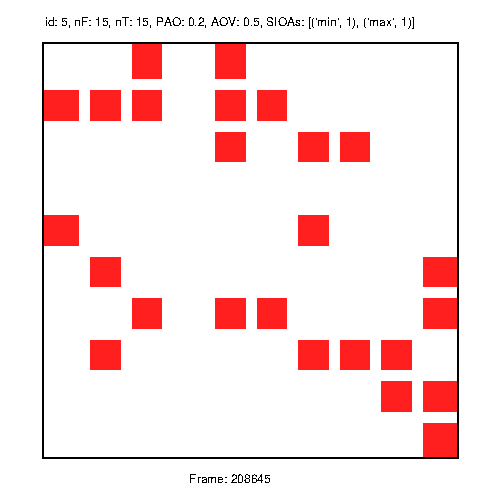 id: 5, nF: 15, nT: 15, PAO: 0.2, AOV: 0.5, SIOAs: [('min', 1), ('max', 1)]
Frame: 208645